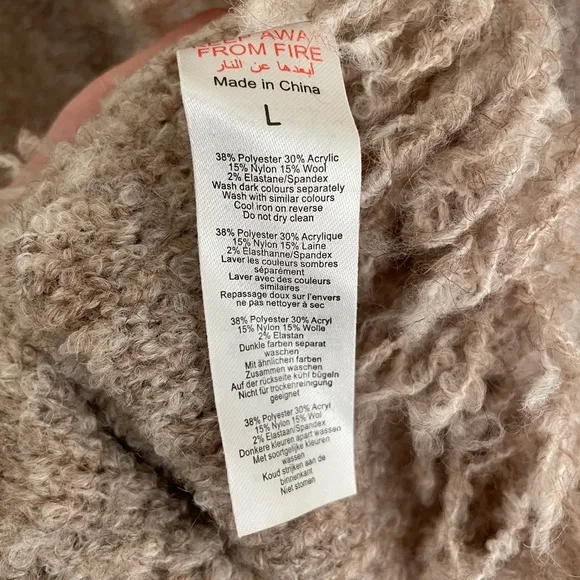 KEEP AWAY
FROM FIRE
أبعدها عن النار
Made in China
L
38% Polyester 30% Acrylic
15% Nylon 15% Wool
2% Elastane/Spandex
Wash dark colours separately
Wash with similar colours
Cool iron on reverse
Do not dry clean
38% Polyester 30% Acrylique
15% Nylon 15% Laine
2% Elasthanne/Spandex
Laver les couleurs sombres
séparément
Laver avec des couleurs
similaires
Repassage doux sur l'envers
ne pas nettoyer à sec
38% Polyester 30% Acryl
15% Nylon 15% Wolle
2% Elastan
Dunkle farben separat
waschen
Mit ähnlichen farben
Zusammen waschen
Auf der rückseite kühl bügeln
Nicht für trockenreinigung
geeignet
38% Polyester 30% Acryl
15% Nylon 15% Wol
2% Elastaan/Spandex
Donkere kleuren apart wassen
Met soortgelijke kleuren
wassen
Koud strijken aan de
binnenkant
Niet stomen